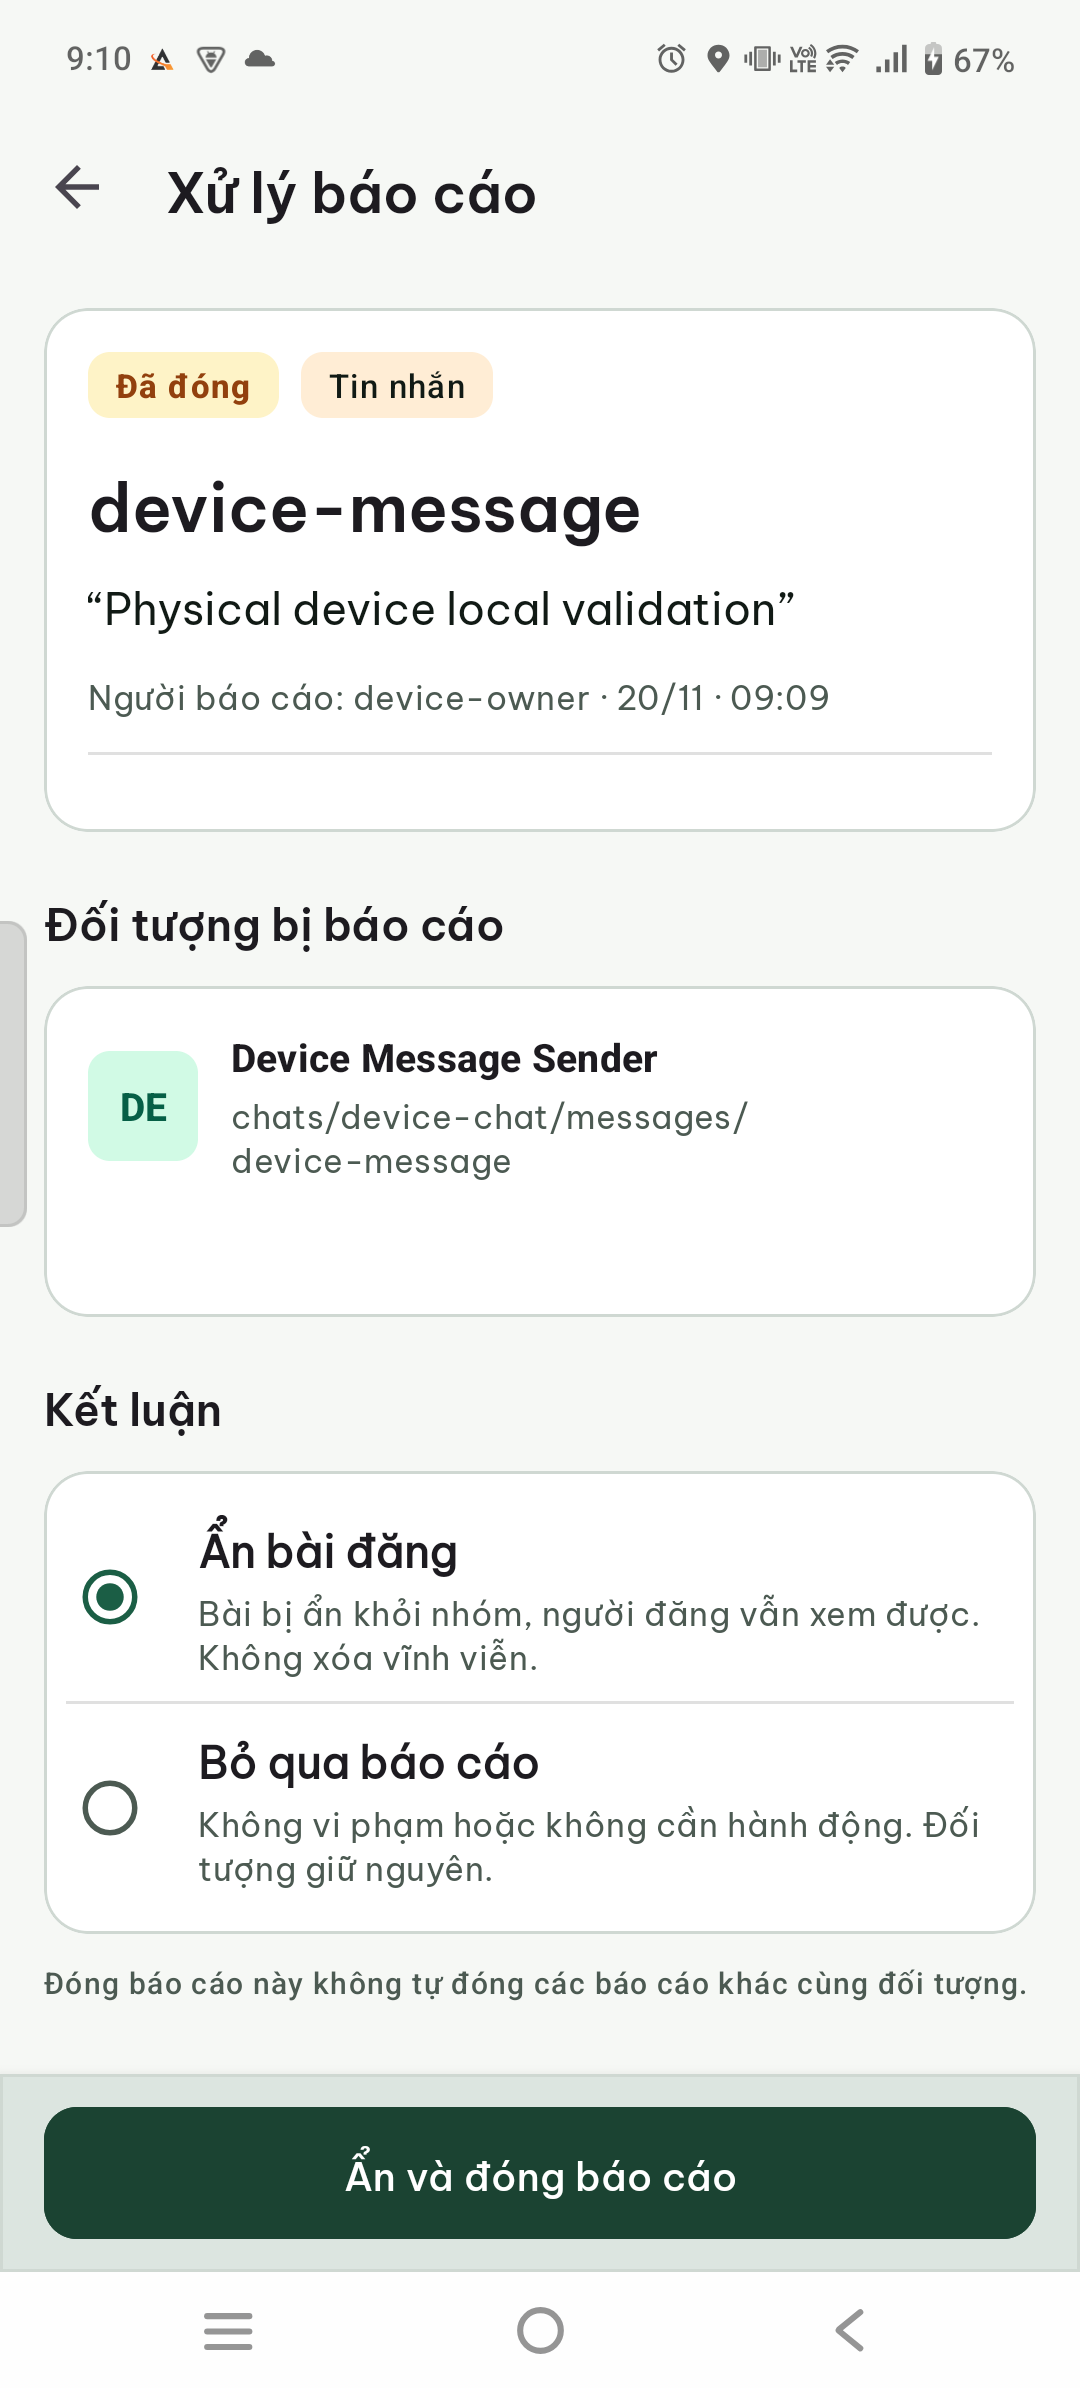 9:10
VoLTE 67%
Xử lý báo cáo
Đã đóng
Tin nhắn
device-message
“Physical device local validation”
Người báo cáo: device-owner · 20/11 · 09:09
Đối tượng bị báo cáo
DE
Device Message Sender
chats/device-chat/messages/
device-message
Kết luận
Ẩn bài đăng
Bài bị ẩn khỏi nhóm, người đăng vẫn xem được.
Không xóa vĩnh viễn.
Bỏ qua báo cáo
Không vi phạm hoặc không cần hành động. Đối
tượng giữ nguyên.
Đóng báo cáo này không tự đóng các báo cáo khác cùng đối tượng.
Ẩn và đóng báo cáo